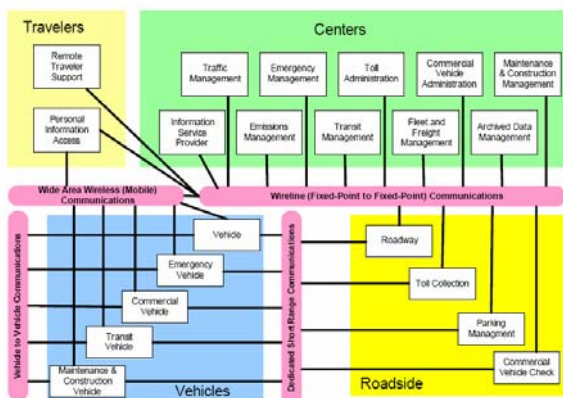 Travelers
Centers
Remote
Traveler
Support
Personal
Information
Access
Traffic
Management
Emergency
Management
Toll
Administration
Commercial
Vehicle
Administration
Maintenance
& Construction
Management
Information
Service
Provider
Emissions
Management
Transit
Management
Fleet and
Freight
Management
Archived Data
Management
Wide Area Wireless (Mobile)
Communications
Wireline (Fixed-Point to Fixed-Point) Communications
Vehicle to Vehicle Communications
Vehicle
Emergency
Vehicle
Commercial
Vehicle
Transit
Vehicle
Maintenance &
Construction
Vehicle
Vehicles
Dedicated Short Range Communications
Roadway
Toll Collection
Parking
Managment
Commercial
Vehicle Check
Roadside